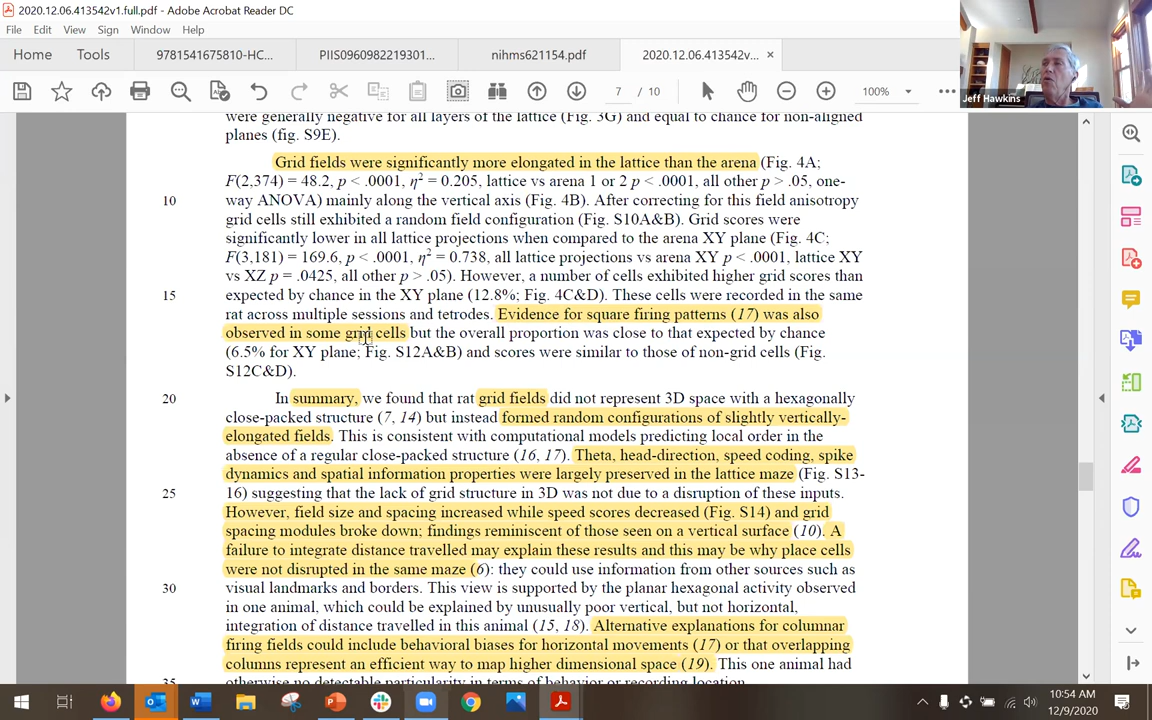 2020.12.06.413542v1.full.pdf - Adobe Acrobat Reader DC
File Edit View Sign Window Help
Home Tools 9781541675810-HC... PIIS0960982219301... nihms621154.pdf 2020.12.06.413542v... ×
7 / 10 100%
Jeff Hawkins
were generally negative for all layers of the lattice (Fig. 3G) and equal to chance for non-aligned
planes (fig. S9E).
Grid fields were significantly more elongated in the lattice than the arena (Fig. 4A;
F(2,374) = 48.2, p < .0001, η² = 0.205, lattice vs arena 1 or 2 p < .0001, all other p > .05, one-
10 way ANOVA) mainly along the vertical axis (Fig. 4B). After correcting for this field anisotropy
grid cells still exhibited a random field configuration (Fig. S10A&B). Grid scores were
significantly lower in all lattice projections when compared to the arena XY plane (Fig. 4C;
F(3,181) = 169.6, p < .0001, η² = 0.738, all lattice projections vs arena XY p < .0001, lattice XY
vs XZ p = .0425, all other p > .05). However, a number of cells exhibited higher grid scores than
15 expected by chance in the XY plane (12.8%; Fig. 4C&D). These cells were recorded in the same
rat across multiple sessions and tetrodes. Evidence for square firing patterns (17) was also
observed in some grid cells but the overall proportion was close to that expected by chance
(6.5% for XY plane; Fig. S12A&B) and scores were similar to those of non-grid cells (Fig.
S12C&D).
20 In summary, we found that rat grid fields did not represent 3D space with a hexagonally
close-packed structure (7, 14) but instead formed random configurations of slightly vertically-
elongated fields. This is consistent with computational models predicting local order in the
absence of a regular close-packed structure (16, 17). Theta, head-direction, speed coding, spike
dynamics and spatial information properties were largely preserved in the lattice maze (Fig. S13-
25 16) suggesting that the lack of grid structure in 3D was not due to a disruption of these inputs.
However, field size and spacing increased while speed scores decreased (Fig. S14) and grid
spacing modules broke down; findings reminiscent of those seen on a vertical surface (10). A
failure to integrate distance travelled may explain these results and this may be why place cells
were not disrupted in the same maze (6): they could use information from other sources such as
30 visual landmarks and borders. This view is supported by the planar hexagonal activity observed
in one animal, which could be explained by unusually poor vertical, but not horizontal,
integration of distance travelled in this animal (15, 18). Alternative explanations for columnar
firing fields could include behavioral biases for horizontal movements (17) or that overlapping
columns represent an efficient way to map higher dimensional space (19). This one animal had
35 otherwise no detectable particularity in terms of behavior or recording location.
10:54 AM
12/9/2020